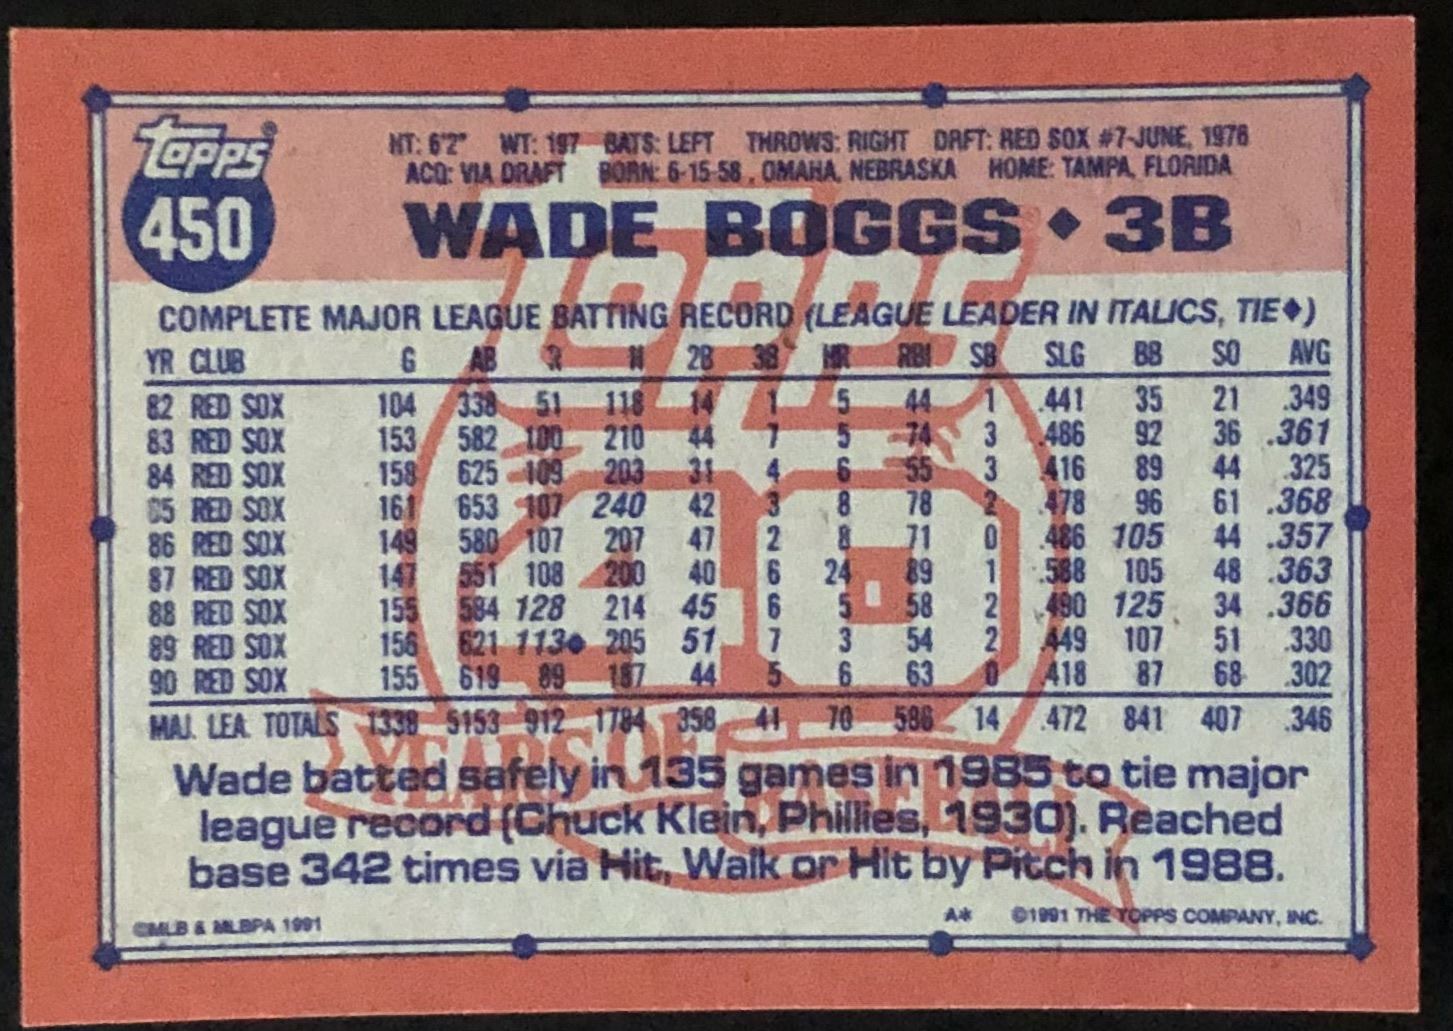 Topps®
450
HT: 6'2" WT: 197 BATS: LEFT THROWS: RIGHT DRFT: RED SOX #7-JUNE, 1976
ACQ: VIA DRAFT BORN: 6-15-58, OMAHA, NEBRASKA HOME: TAMPA, FLORIDA
WADE BOGGS ♦ 3B
COMPLETE MAJOR LEAGUE BATTING RECORD (LEAGUE LEADER IN ITALICS, TIE♦)
YR CLUB G AB R H 2B 3B HR RBI SB SLG BB SO AVG
82 RED SOX 104 338 51 118 14 1 5 44 1 .441 35 21 .349
83 RED SOX 153 582 100 210 44 7 5 74 3 .486 92 36 .361
84 RED SOX 158 625 109 203 31 4 6 55 3 .416 89 44 .325
85 RED SOX 161 653 107 240 42 3 8 78 2 .478 96 61 .368
86 RED SOX 149 580 107 207 47 2 8 71 0 .486 105 44 .357
87 RED SOX 147 551 108 200 40 6 24 89 1 .588 105 48 .363
88 RED SOX 155 584 128 214 45 6 5 58 2 .490 125 34 .366
89 RED SOX 156 621 113♦ 205 51 7 3 54 2 .449 107 51 .330
90 RED SOX 155 619 89 187 44 5 6 63 0 .418 87 68 .302
MAJ. LEA. TOTALS 1338 5153 912 1784 358 41 70 586 14 .472 841 407 .346
Wade batted safely in 135 games in 1985 to tie major
league record (Chuck Klein, Phillies, 1930). Reached
base 342 times via Hit, Walk or Hit by Pitch in 1988.
©MLB & MLBPA 1991 A* ©1991 THE TOPPS COMPANY, INC.
Topps
40
YEARS OF BASEBALL